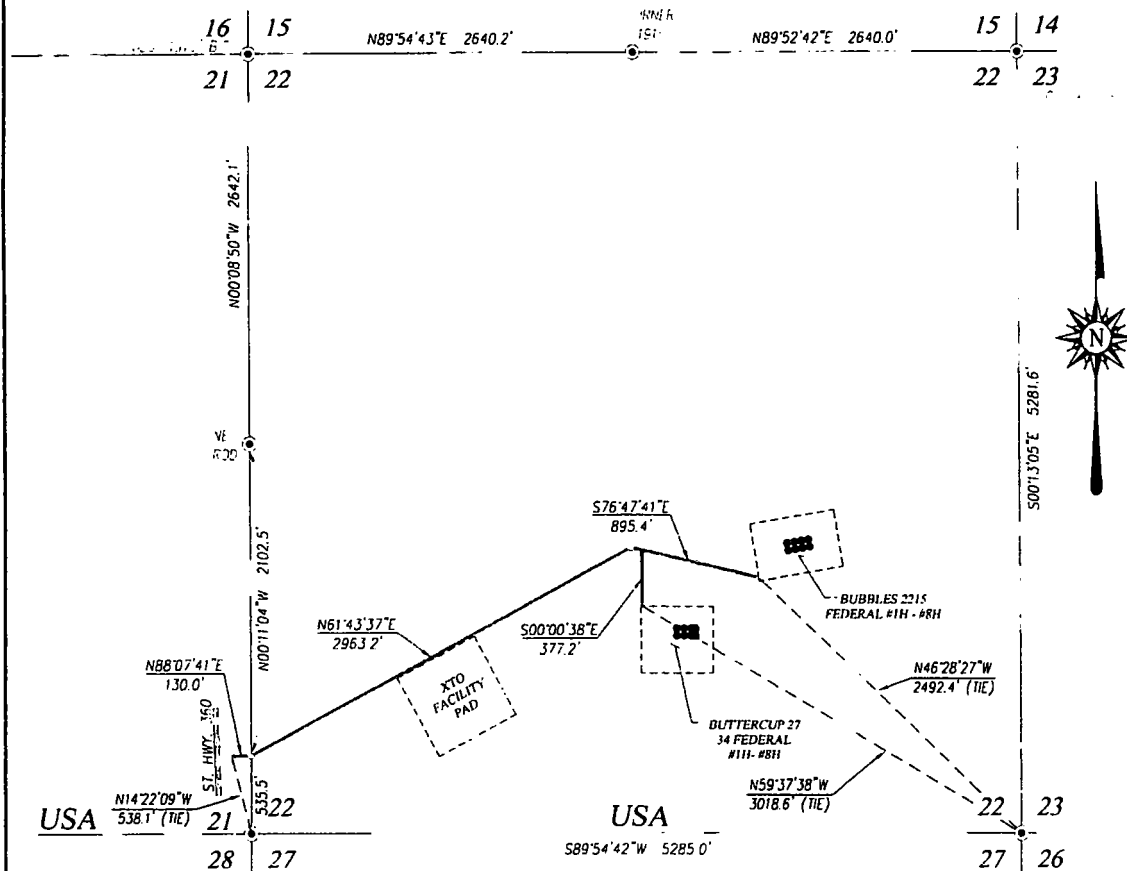 16 15
21 22
N89°54'43"E 2640.2'
N89°52'42"E 2640.0'
15 14
22 23
N00°08'50"W 2642.1'
N
S00°13'05"E 5281.6'
N00°11'04"W 2102.5'
S76°47'41"E
895.4'
BUBBLES 2215
FEDERAL #1H - #8H
N61°43'37"E
2963.2'
S00°00'38"E
377.2'
N88°07'41"E
130.0'
XTO
FACILITY
PAD
N46°28'27"W
2492.4' (TIE)
ST. HWY. 360
BUTTERCUP 27
34 FEDERAL
#1H- #8H
N14°22'09"W
538.1' (TIE)
535.5'
N59°37'38"W
3018.6' (TIE)
USA
21 22
28 27
USA
S89°54'42"W 5285.0'
22 23
27 26